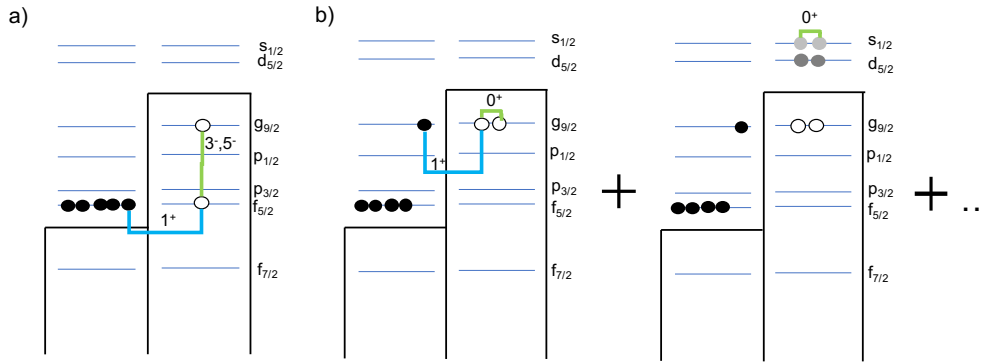 a)
s1/2
d5/2
g9/2
3-,5-
p1/2
p3/2
f5/2
1+
f7/2
b)
s1/2
d5/2
0+
g9/2
1+
p1/2
p3/2
f5/2
f7/2
+
0+
s1/2
d5/2
g9/2
p1/2
p3/2
f5/2
f7/2
+ ..